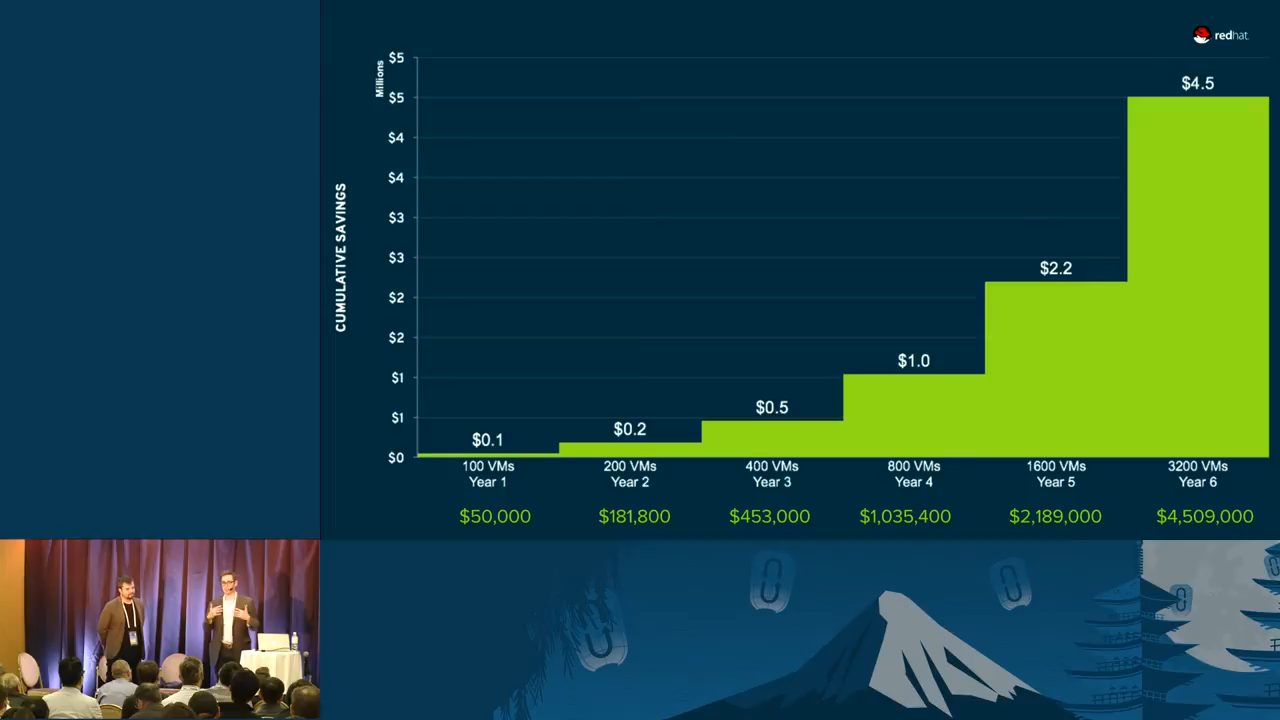 redhat.
Millions
CUMULATIVE SAVINGS
$5
$5
$4
$4
$3
$3
$2
$2
$1
$1
$0
$0.1
$0.2
$0.5
$1.0
$2.2
$4.5
100 VMs 200 VMs 400 VMs 800 VMs 1600 VMs 3200 VMs
Year 1 Year 2 Year 3 Year 4 Year 5 Year 6
$50,000 $181,800 $453,000 $1,035,400 $2,189,000 $4,509,000